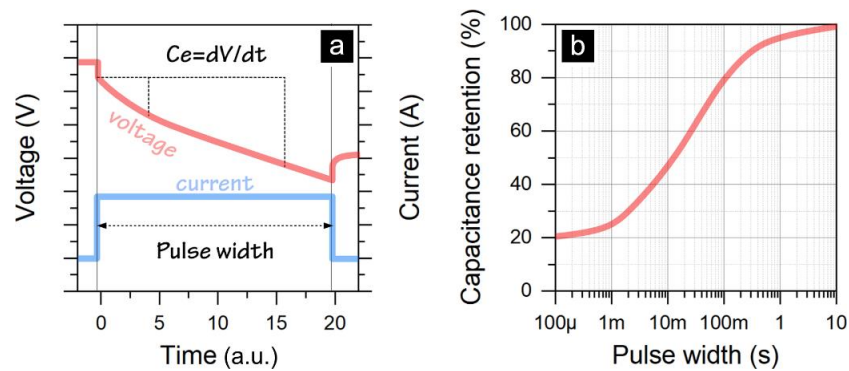 a
Ce=dV/dt
voltage
current
Pulse width
Voltage (V)
Current (A)
0
5
10
15
20
Time (a.u.)
b
Capacitance retention (%)
100
80
60
40
20
0
100µ
1m
10m
100m
1
10
Pulse width (s)